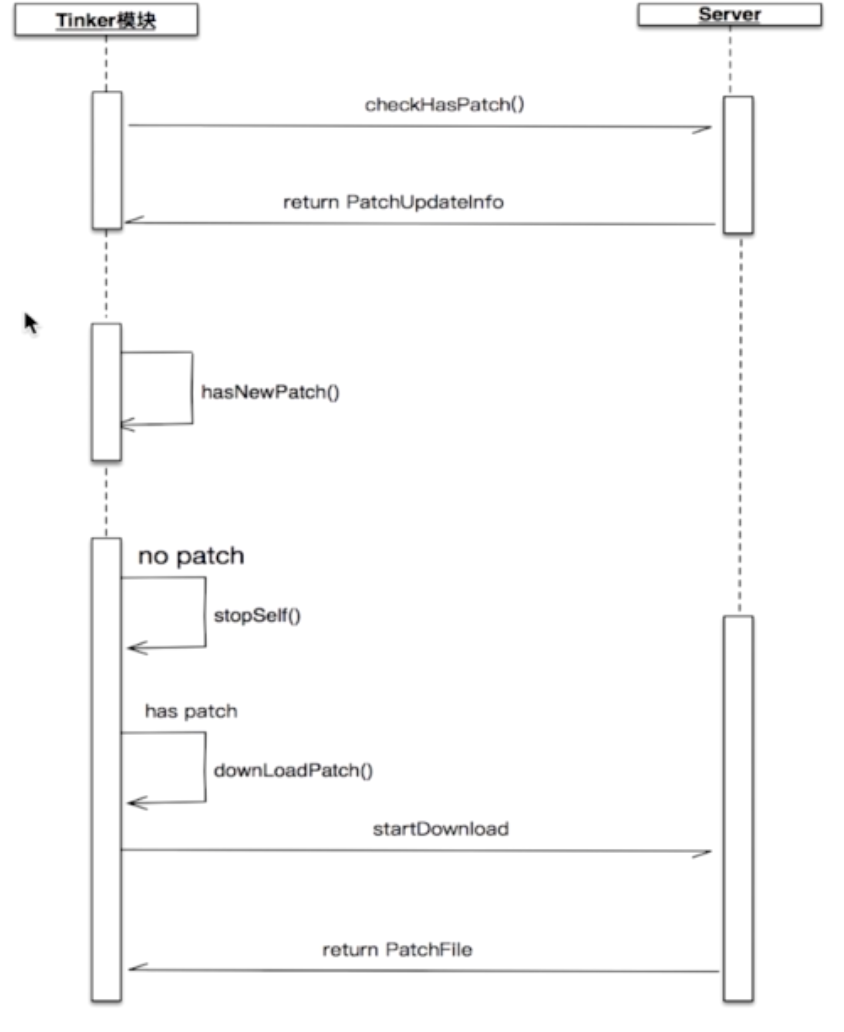 Tinker模块
Server
checkHasPatch()
return PatchUpdateInfo
hasNewPatch()
no patch
stopSelf()
has patch
downLoadPatch()
startDownload
return PatchFile